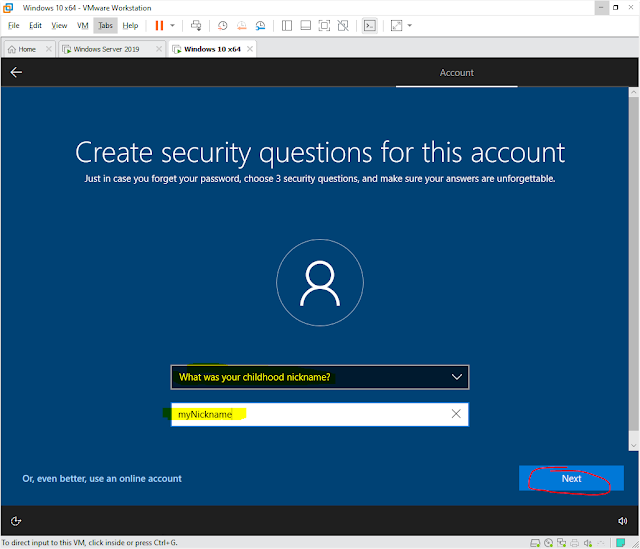 Windows 10 x64 - VMware Workstation
File Edit View VM Tabs Help
Home Windows Server 2019 Windows 10 x64
Account
Create security questions for this account
Just in case you forget your password, choose 3 security questions, and make sure your answers are unforgettable.
What was your childhood nickname?
myNickname
Or, even better, use an online account
Next
To direct input to this VM, click inside or press Ctrl+G.